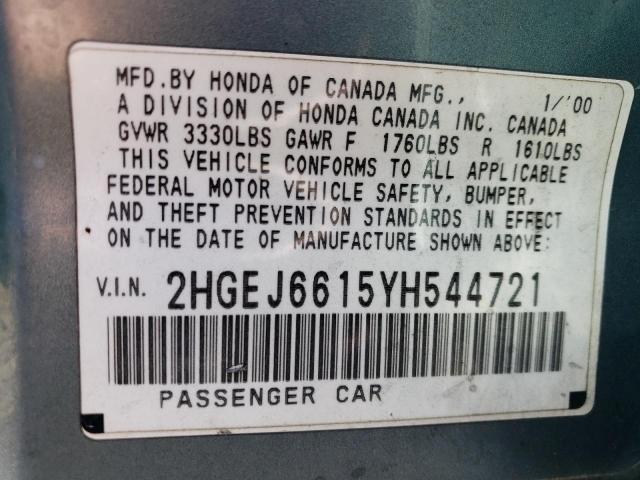 MFD.BY HONDA OF CANADA MFG., 1/'00
A DIVISION OF HONDA CANADA INC. CANADA
GVWR 3330LBS GAWR F 1760LBS R 1610LBS
THIS VEHICLE CONFORMS TO ALL APPLICABLE
FEDERAL MOTOR VEHICLE SAFETY, BUMPER,
AND THEFT PREVENTION STANDARDS IN EFFECT
ON THE DATE OF MANUFACTURE SHOWN ABOVE:
V.I.N. 2HGEJ6615YH544721
PASSENGER CAR